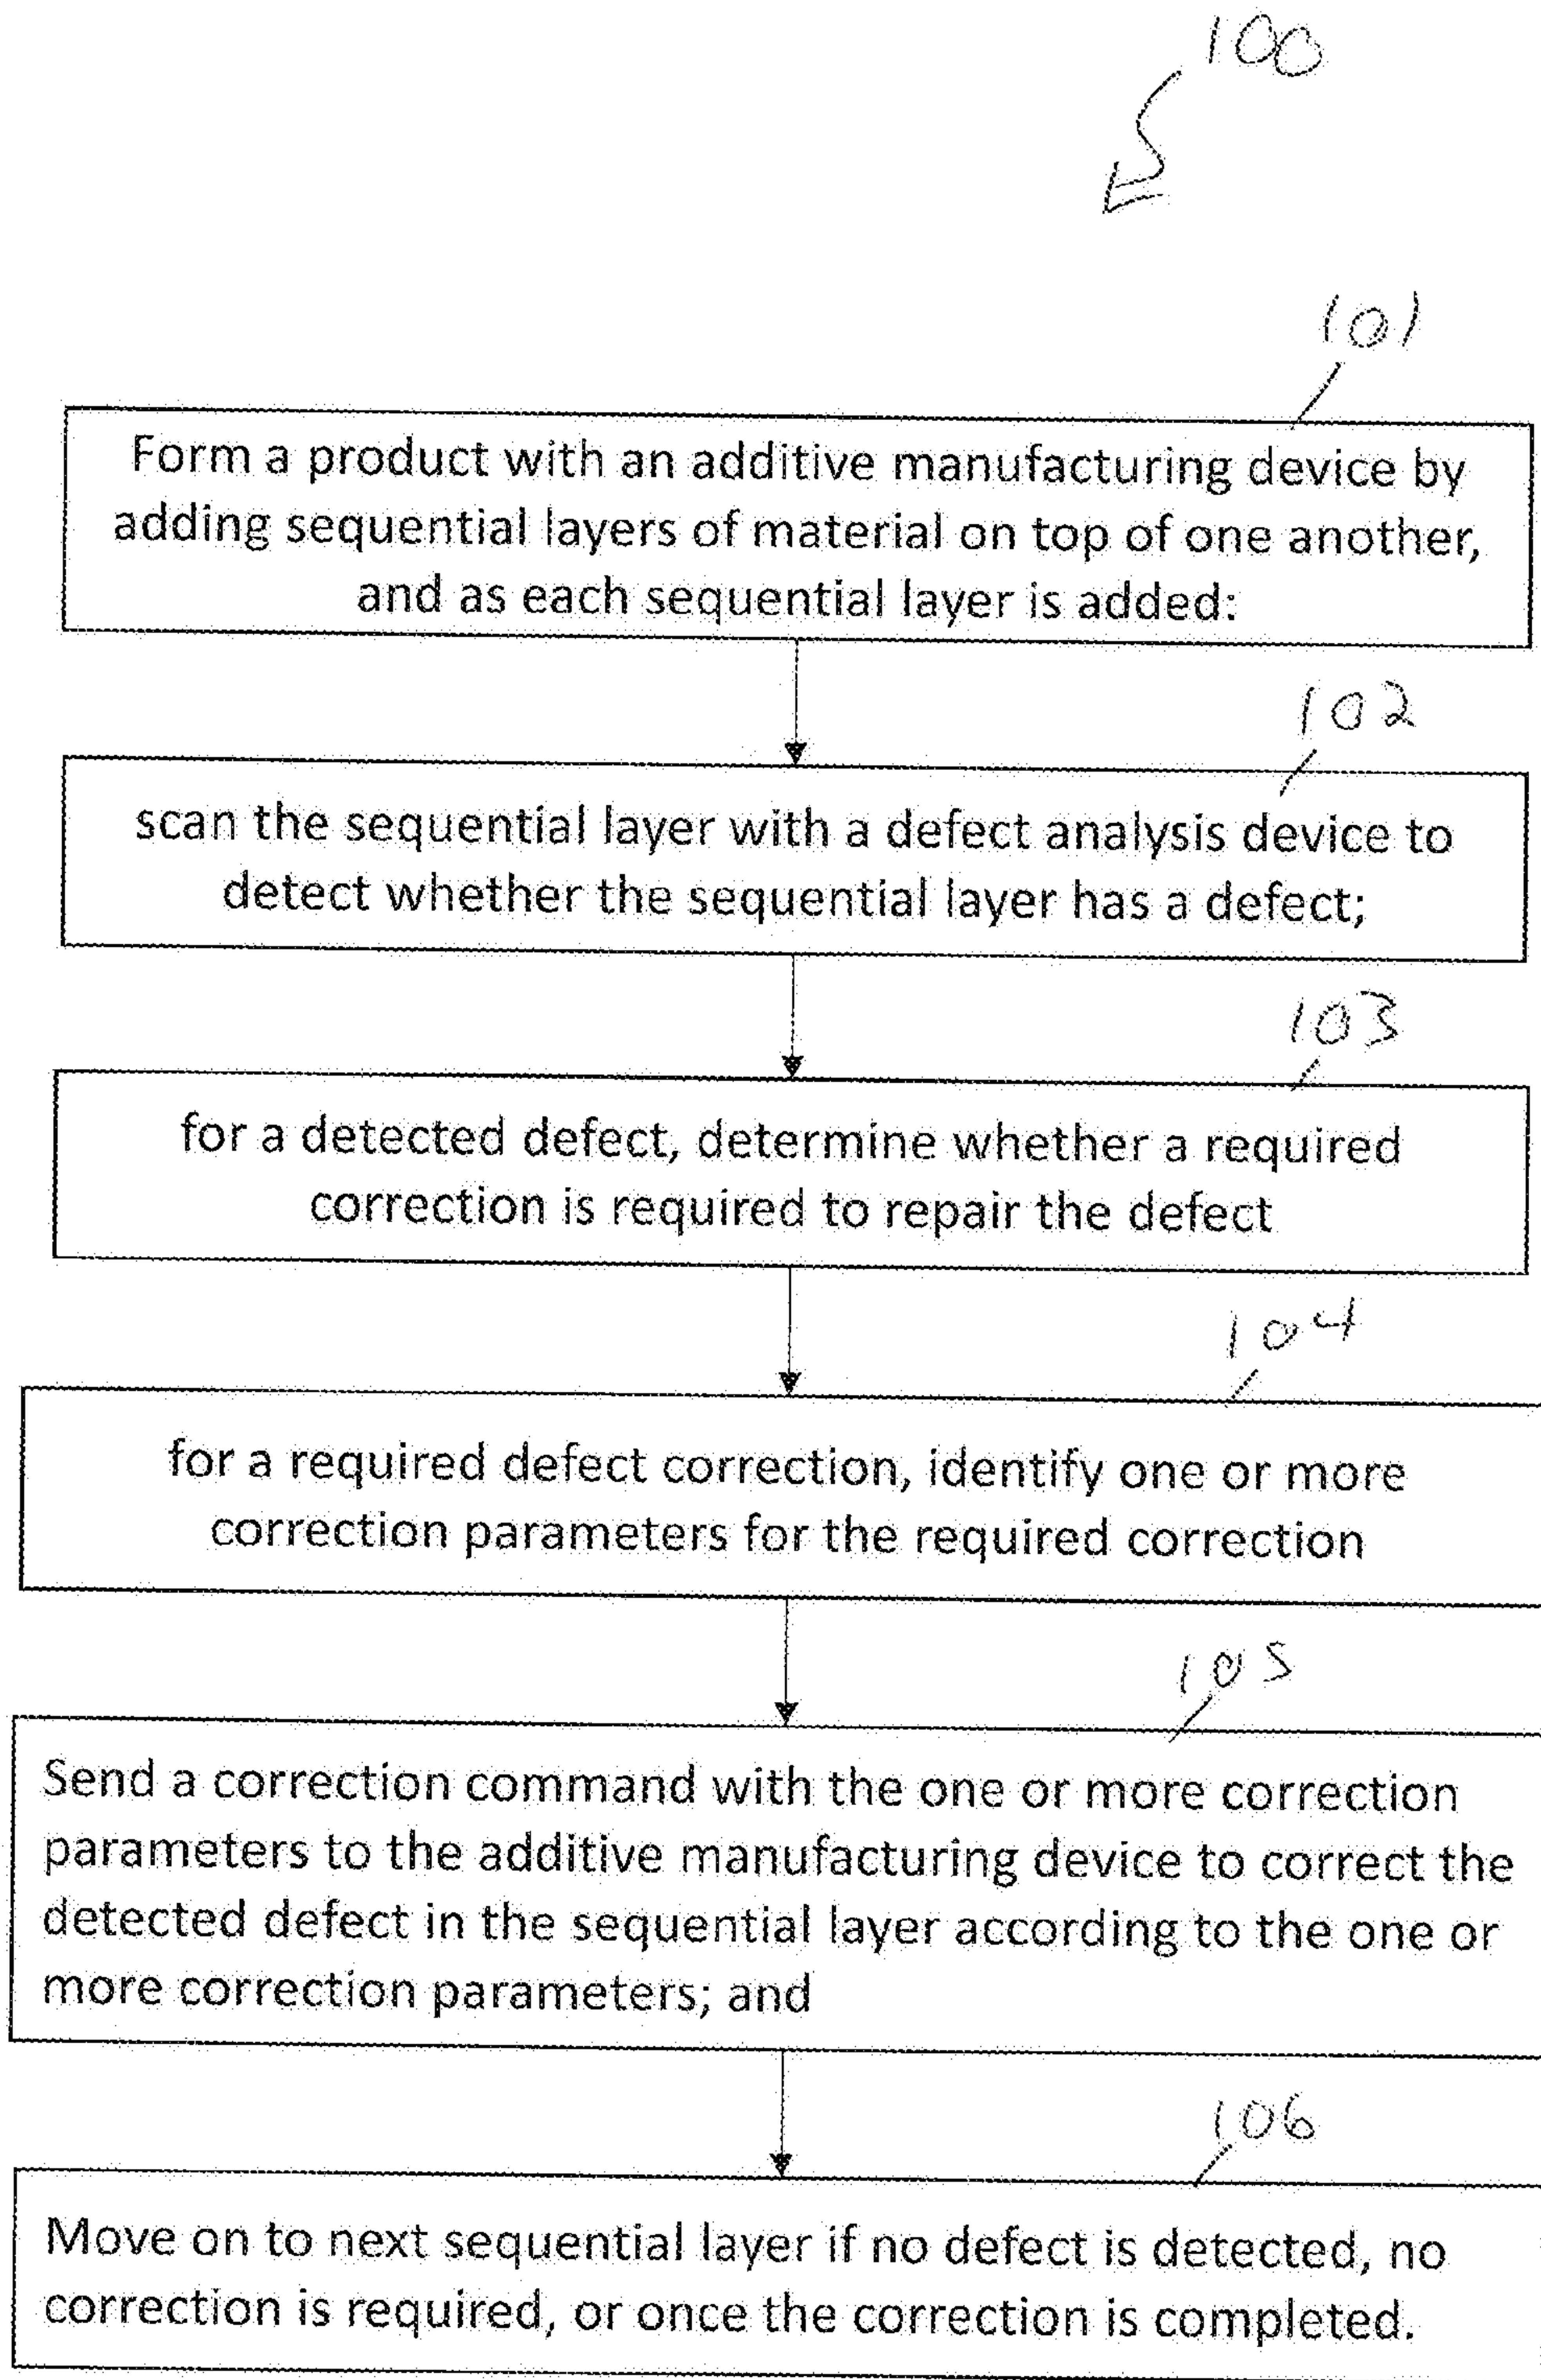 100
101
Form a product with an additive manufacturing device by
adding sequential layers of material on top of one another,
and as each sequential layer is added:
102
scan the sequential layer with a defect analysis device to
detect whether the sequential layer has a defect;
103
for a detected defect, determine whether a required
correction is required to repair the defect
104
for a required defect correction, identify one or more
correction parameters for the required correction
105
Send a correction command with the one or more correction
parameters to the additive manufacturing device to correct the
detected defect in the sequential layer according to the one or
more correction parameters; and
106
Move on to next sequential layer if no defect is detected, no
correction is required, or once the correction is completed.